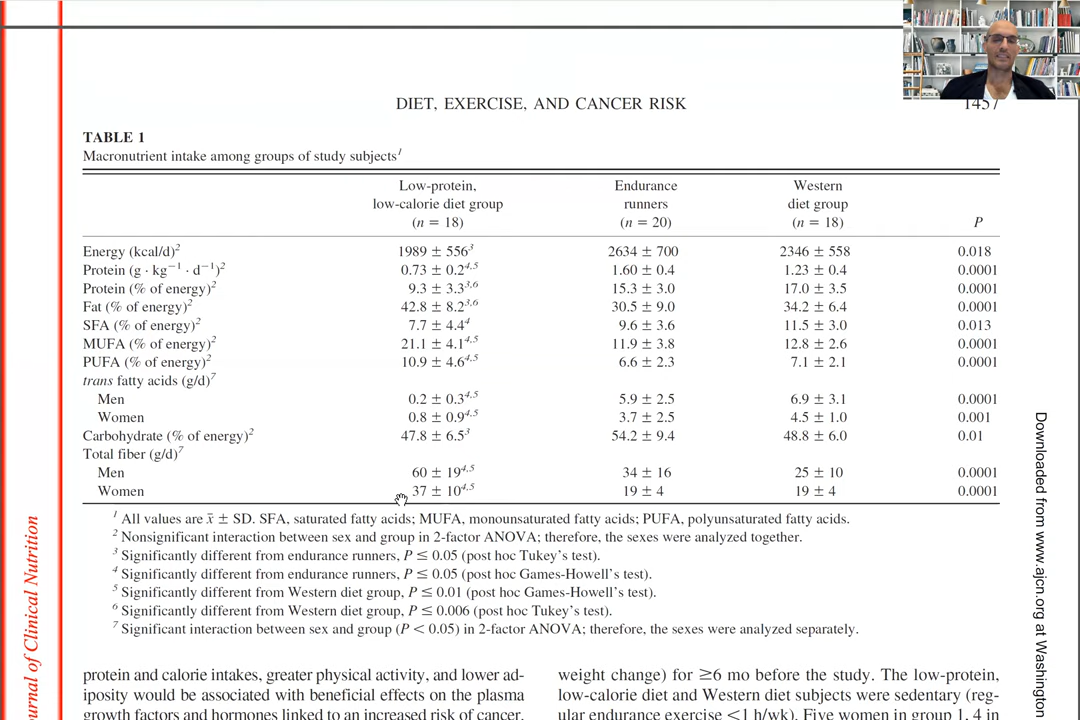 DIET, EXERCISE, AND CANCER RISK 1457
TABLE 1
Macronutrient intake among groups of study subjects¹
Low-protein, low-calorie diet group (n = 18) Endurance runners (n = 20) Western diet group (n = 18) P
Energy (kcal/d)² 1989 ± 556³ 2634 ± 700 2346 ± 558 0.018
Protein (g · kg⁻¹ · d⁻¹)² 0.73 ± 0.2⁴,⁵ 1.60 ± 0.4 1.23 ± 0.4 0.0001
Protein (% of energy)² 9.3 ± 3.3³,⁶ 15.3 ± 3.0 17.0 ± 3.5 0.0001
Fat (% of energy)² 42.8 ± 8.2³,⁶ 30.5 ± 9.0 34.2 ± 6.4 0.0001
SFA (% of energy)² 7.7 ± 4.4⁴ 9.6 ± 3.6 11.5 ± 3.0 0.013
MUFA (% of energy)² 21.1 ± 4.1⁴,⁵ 11.9 ± 3.8 12.8 ± 2.6 0.0001
PUFA (% of energy)² 10.9 ± 4.6⁴,⁵ 6.6 ± 2.3 7.1 ± 2.1 0.0001
trans fatty acids (g/d)⁷
Men 0.2 ± 0.3⁴,⁵ 5.9 ± 2.5 6.9 ± 3.1 0.0001
Women 0.8 ± 0.9⁴,⁵ 3.7 ± 2.5 4.5 ± 1.0 0.001
Carbohydrate (% of energy)² 47.8 ± 6.5³ 54.2 ± 9.4 48.8 ± 6.0 0.01
Total fiber (g/d)⁷
Men 60 ± 19⁴,⁵ 34 ± 16 25 ± 10 0.0001
Women 37 ± 10⁴,⁵ 19 ± 4 19 ± 4 0.0001
¹ All values are x̄ ± SD. SFA, saturated fatty acids; MUFA, monounsaturated fatty acids; PUFA, polyunsaturated fatty acids.
² Nonsignificant interaction between sex and group in 2-factor ANOVA; therefore, the sexes were analyzed together.
³ Significantly different from endurance runners, P ≤ 0.05 (post hoc Tukey's test).
⁴ Significantly different from endurance runners, P ≤ 0.05 (post hoc Games-Howell's test).
⁵ Significantly different from Western diet group, P ≤ 0.01 (post hoc Games-Howell's test).
⁶ Significantly different from Western diet group, P ≤ 0.006 (post hoc Tukey's test).
⁷ Significant interaction between sex and group (P < 0.05) in 2-factor ANOVA; therefore, the sexes were analyzed separately.
protein and calorie intakes, greater physical activity, and lower ad-
iposity would be associated with beneficial effects on the plasma
growth factors and hormones linked to an increased risk of cancer.
weight change) for ≥6 mo before the study. The low-protein,
low-calorie diet and Western diet subjects were sedentary (reg-
ular endurance exercise <1 h/wk). Five women in group 1, 4 in
Journal of Clinical Nutrition
Downloaded from www.ajcn.org at Washington